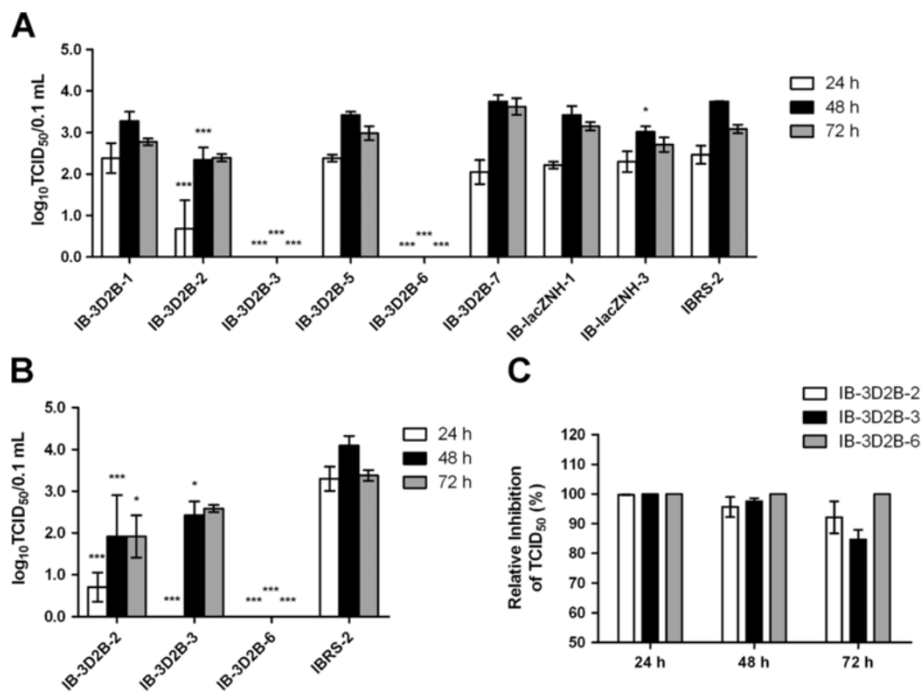 A
log10TCID50/0.1 mL
5.0
4.0
3.0
2.0
1.0
0.0
24 h
48 h
72 h
*** *** *** *** *** *** *** *** *
IB-3D2B-1 IB-3D2B-2 IB-3D2B-3 IB-3D2B-5 IB-3D2B-6 IB-3D2B-7 IB-lacZNH-1 IB-lacZNH-3 IBRS-2
B
log10TCID50/0.1 mL
5.0
4.0
3.0
2.0
1.0
0.0
24 h
48 h
72 h
*** *** * *** * *** *** ***
IB-3D2B-2 IB-3D2B-3 IB-3D2B-6 IBRS-2
C
IB-3D2B-2
IB-3D2B-3
IB-3D2B-6
Relative Inhibition
of TCID50 (%)
120
110
100
90
80
70
60
50
24 h 48 h 72 h